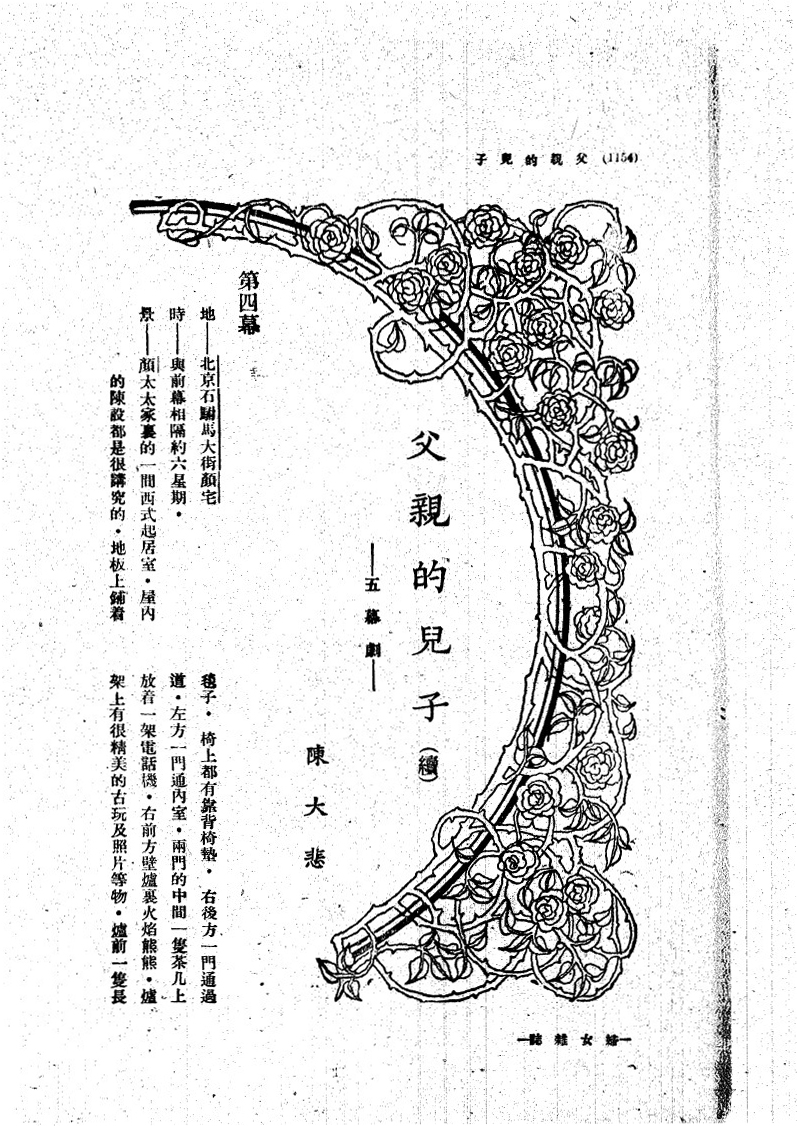 父親的兒子(1154)
父親的兒子(續)
——五幕劇——
陳大悲
第四幕
地——北京石駙馬大街顏宅
時——與前幕相隔約六星期．
景——顏太太家裏的一間西式起居室．屋內
的陳設都是很講究的．地板上鋪着
毯子．椅上都有靠背椅墊．右後方一門通過
道．左方一門通內室．兩門的中間一隻茶几上
放着一架電話機．右前方壁爐裏火焰熊熊．爐
架上有很精美的古玩及照片等物．爐前一隻長
—婦女雜誌—